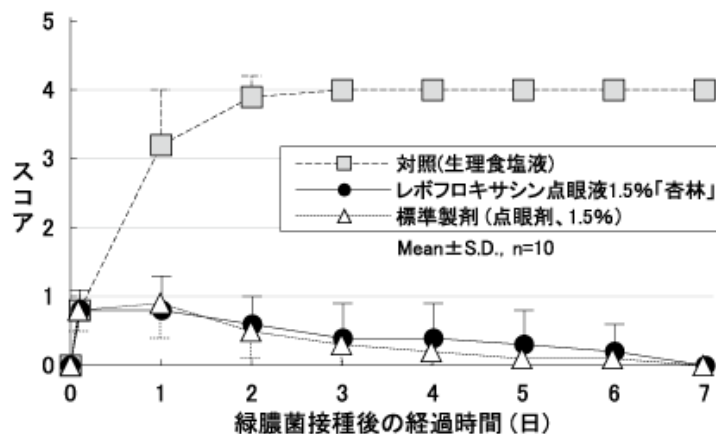 5
4
3
2
1
0
スコア
対照(生理食塩液)
レボフロキサシン点眼液1.5%「杏林」
標準製剤 (点眼剤、1.5%)
Mean±S.D., n=10
0 1 2 3 4 5 6 7
緑膿菌接種後の経過時間 (日)